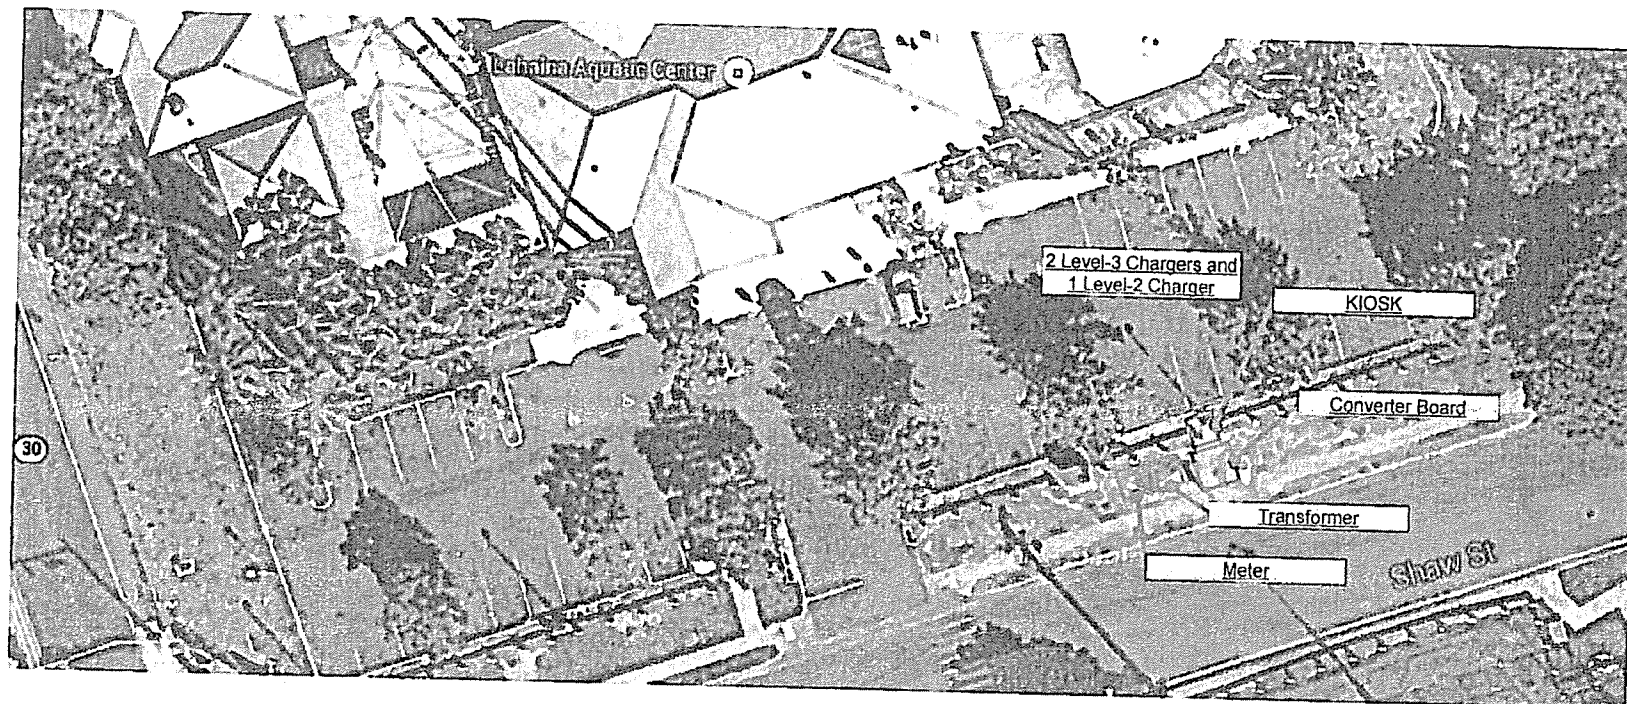 Lahaina Aquatic Center
2 Level-3 Chargers and
1 Level-2 Charger
KIOSK
Converter Board
30
Transformer
Meter
Shaw St